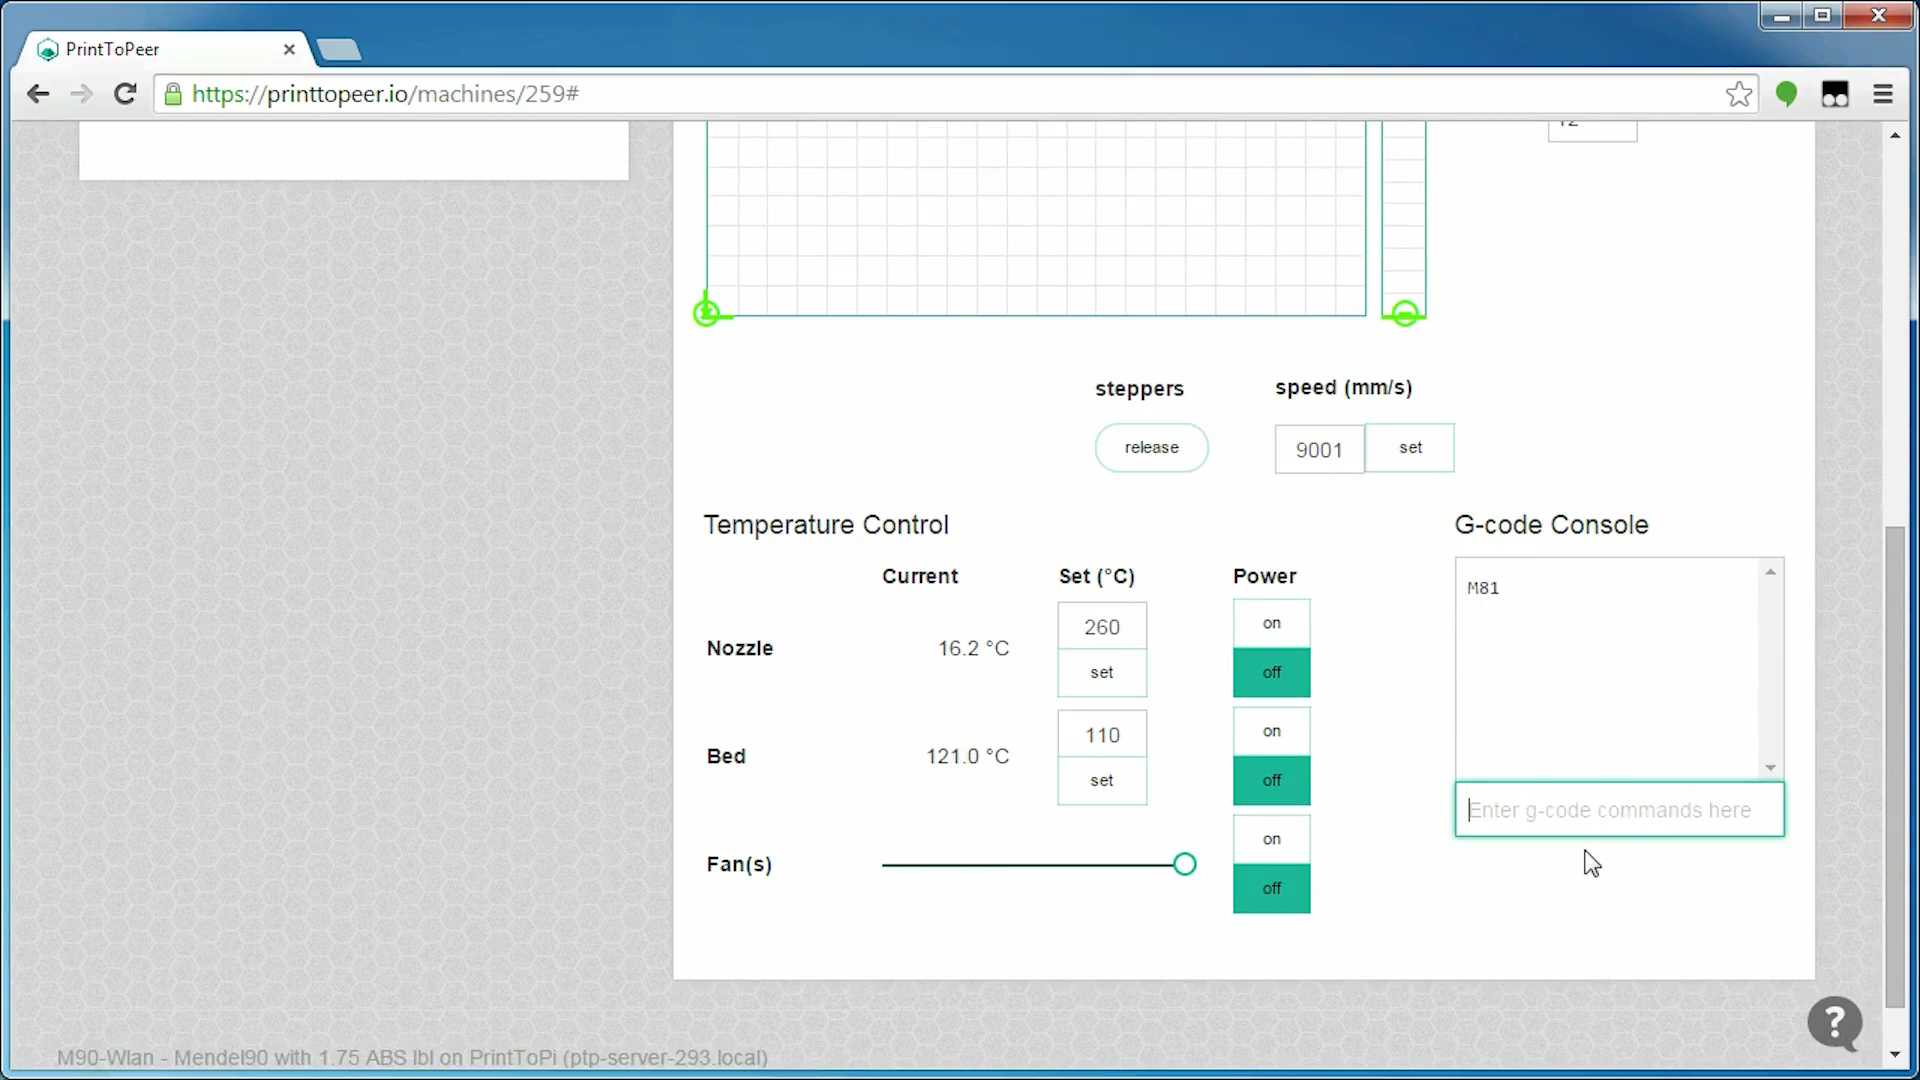 PrintToPeer
https://printtopeer.io/machines/259#
steppers
speed (mm/s)
release
9001
set
Temperature Control
G-code Console
Current
Set (°C)
Power
M81
Nozzle
16.2 °C
260
set
on
off
Bed
121.0 °C
110
set
on
off
Enter g-code commands here
Fan(s)
on
off
?
M90-Wlan - Mendel90 with 1.75 ABS lbl on PrintToPi (ptp-server-293.local)